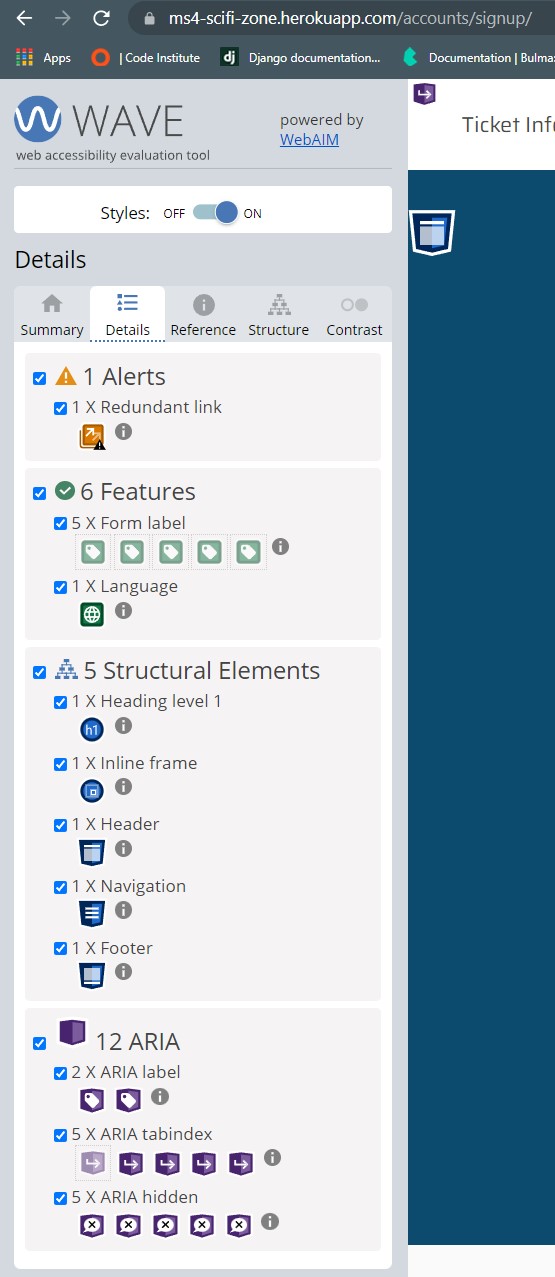 ms4-scifi-zone.herokuapp.com/accounts/signup/
Apps | Code Institute dj Django documentation... Documentation | Bulma
WAVE
powered by
WebAIM
web accessibility evaluation tool
Ticket Info
Styles: OFF ON
Details
Summary Details Reference Structure Contrast
1 Alerts
1 X Redundant link
6 Features
5 X Form label
1 X Language
5 Structural Elements
1 X Heading level 1
h1
1 X Inline frame
1 X Header
1 X Navigation
1 X Footer
12 ARIA
2 X ARIA label
5 X ARIA tabindex
5 X ARIA hidden